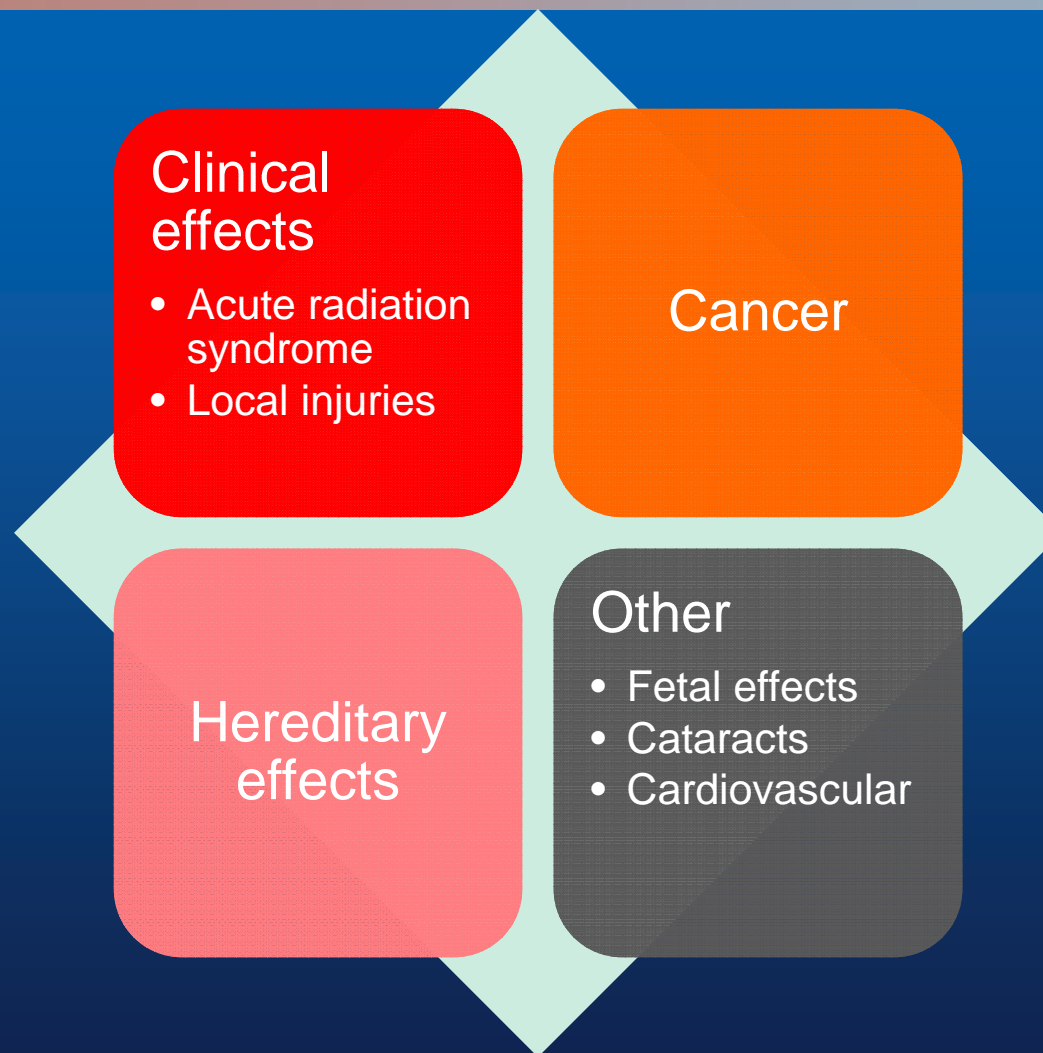 Clinical
effects
• Acute radiation
syndrome
• Local injuries
Cancer
Hereditary
effects
Other
• Fetal effects
• Cataracts
• Cardiovascular